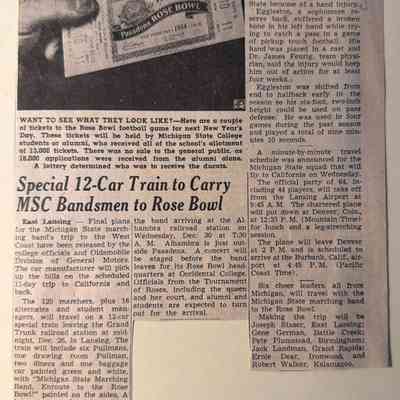 Pasadena ROSE BOWL
1954
WANT TO SEE WHAT THEY LOOK LIKE?—Here are a couple
of tickets to the Rose Bowl football game for next New Year's
Day. These tickets will be held by Michigan State College
students or alumni, who received all of the school's allotment
of 13,000 tickets. There was no sale to the general public, as
18,000 applications were received from the alumni alone.
A lottery determined who was to receive the ducats.
Special 12-Car Train to Carry
MSC Bandsmen to Rose Bowl
East Lansing — Final plans
for the Michigan State march-
ing band's trip to the West
Coast have been released by the
college officials and Oldsmobile
Division of General Motors.
The car manufacturer will pick
up the bills on the scheduled
11-day trip to California and
back.
The 120 marchers, plus 16
alternates and student man-
agers, will travel on a 12-car
special train leaving the Grand
Trunk railroad station at mid-
night, Dec. 26, in Lansing. The
train will include six Pullmans,
one drawing room Pullman,
two diners and one baggage
car painted green and white,
with "Michigan State Marching
Band, Enroute to the Rose
Bowl!" painted on the sides. A
the band arriving at the Al-
hambra railroad station on
Wednesday, Dec. 30 at 7:30
A. M. Alhambra is just out-
side Pasadena. A concert will
be staged before the band
leaves for its Rose Bowl head-
quarters at Occidental College.
Officials from the Tournament
of Roses, including the queen
and her court, and alumni and
students are expected to turn
out for the arrival.
State because of a hand injury.
Eggleston, a sophomore re-
serve back, suffered a broken
bone in his left hand while try-
ing to catch a pass in a game
of pickup touch football. His
hand was placed in a cast and
Dr. James Feurig, team physi-
cian, said the injury would keep
him out of action for at least
four weeks.
Eggleston was shifted from
end to halfback early in the
season so his six-foot, two-inch
height could be used on pass
defense. He was used in four
games during the past season
and played a total of nine min-
utes 10 seconds.
A minute-by-minute travel
schedule was announced for the
Michigan State squad that will
fly to California on Wednesday.
The official party of 64, includ-
ing 44 players, will take off
from the Lansing Airport at
9:45 A.M. The chartered plane
will put down at Denver, Colo.,
at 12:35 P.M. (Mountain Time)
for lunch and a leg-stretching
session.
The plane will leave Denver
at 2 P.M. and is scheduled to
arrive at the Burbank, Calif., air-
port at 4:45 P.M. (Pacific
Coast Time).
Six cheer leaders, all from
Michigan, will travel with the
Michigan State marching band
to the Rose Bowl.
Making the trip will be
Joseph East Lansing;
Gene German, Battle Creek;
Pete Birmingham;
Jack Landman, Grand Rapids;
Ernie Dear, Ironwood, and
Robert Walker, Kalamazoo.